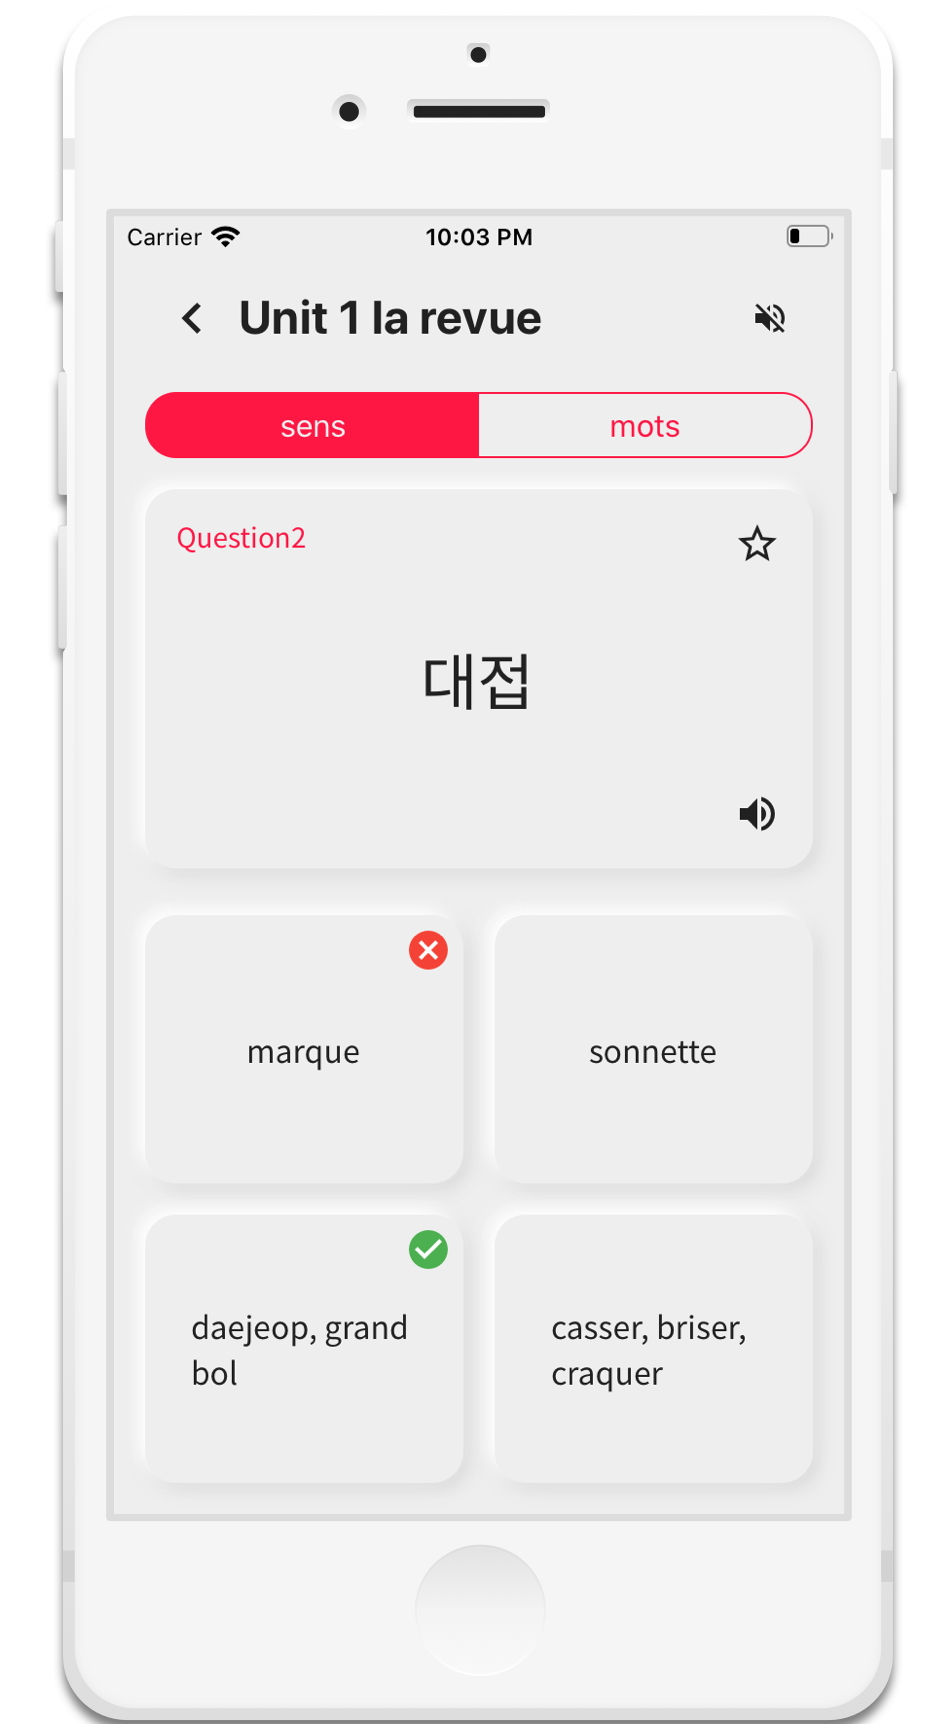 Carrier 10:03 PM
Unit 1 la revue
sens mots
Question2
대접
marque
sonnette
daejeop, grand
bol
casser, briser,
craquer